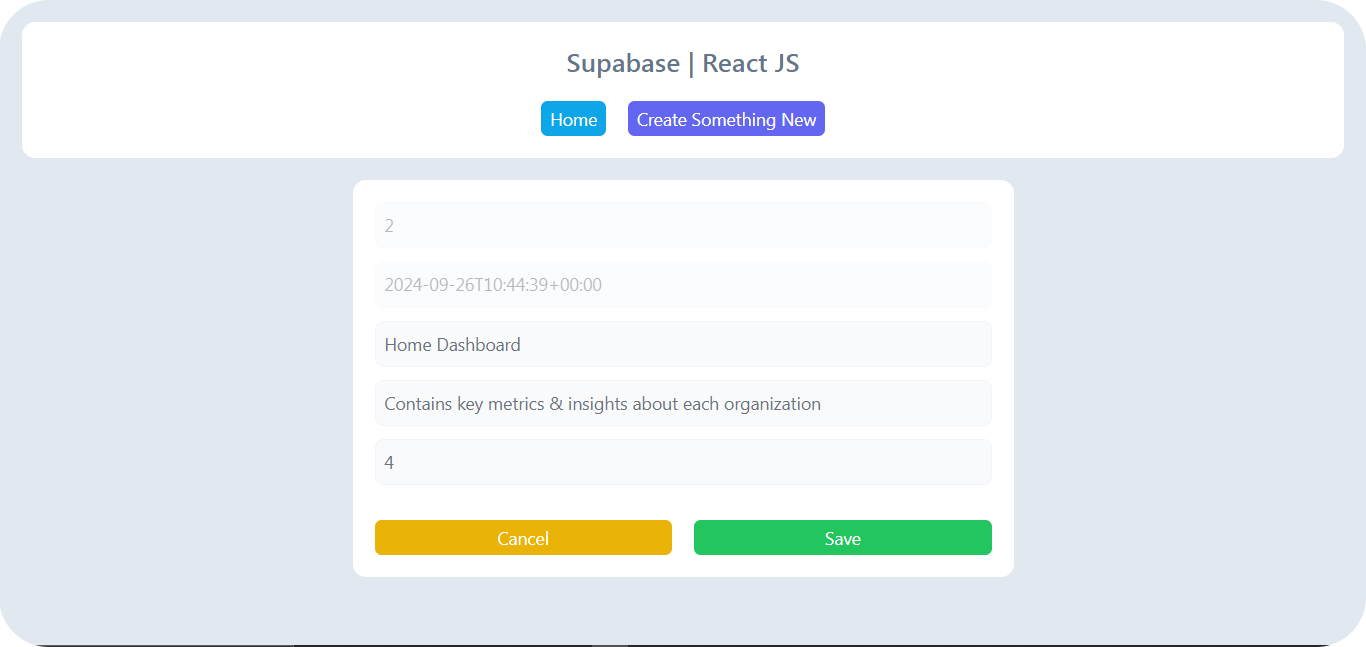 Supabase | React JS
Home Create Something New
2
2024-09-26T10:44:39+00:00
Home Dashboard
Contains key metrics & insights about each organization
4
Cancel Save